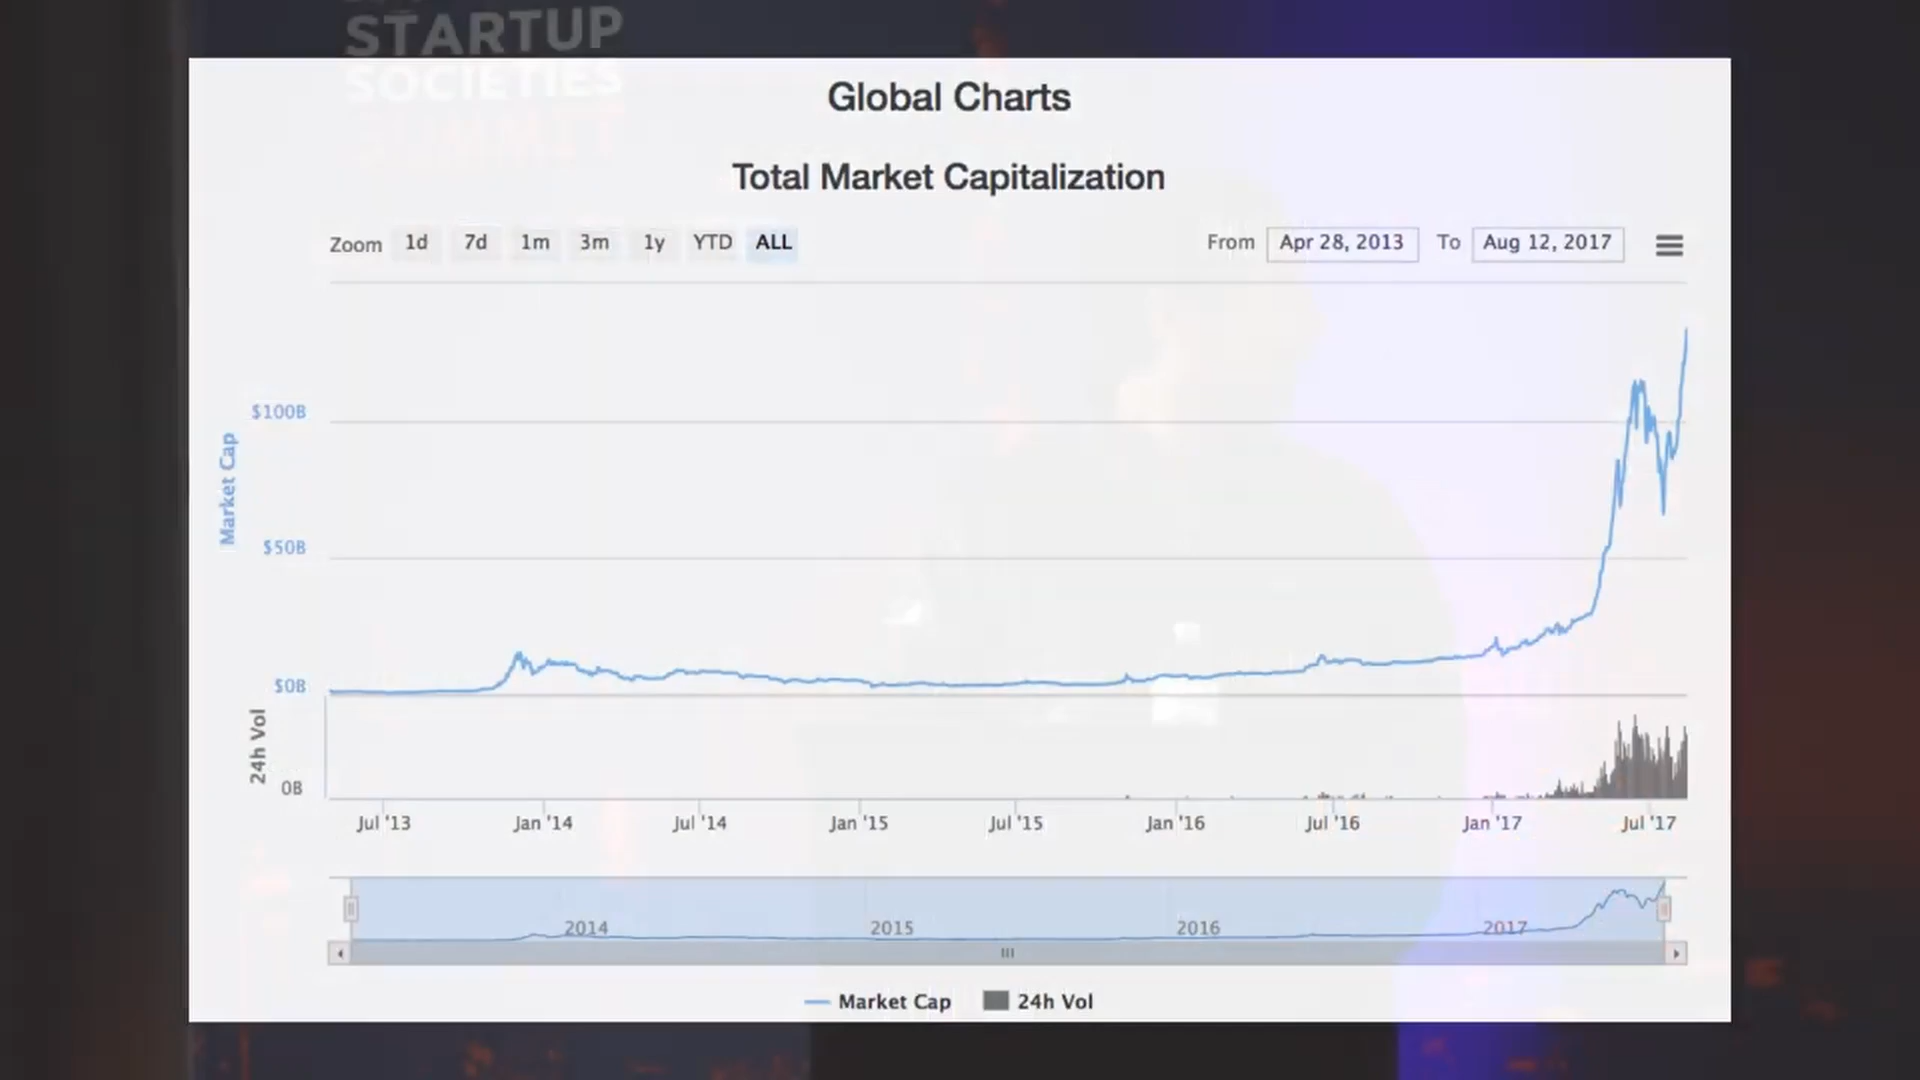 STARTUP
SOCIETIES
SUMMIT
Global Charts
Total Market Capitalization
Zoom 1d 7d 1m 3m 1y YTD ALL From Apr 28, 2013 To Aug 12, 2017
$100B
$50B
$0B
Market Cap
24h Vol
0B
Jul '13 Jan '14 Jul '14 Jan '15 Jul '15 Jan '16 Jul '16 Jan '17 Jul '17
2014 2015 2016 2017
Market Cap 24h Vol